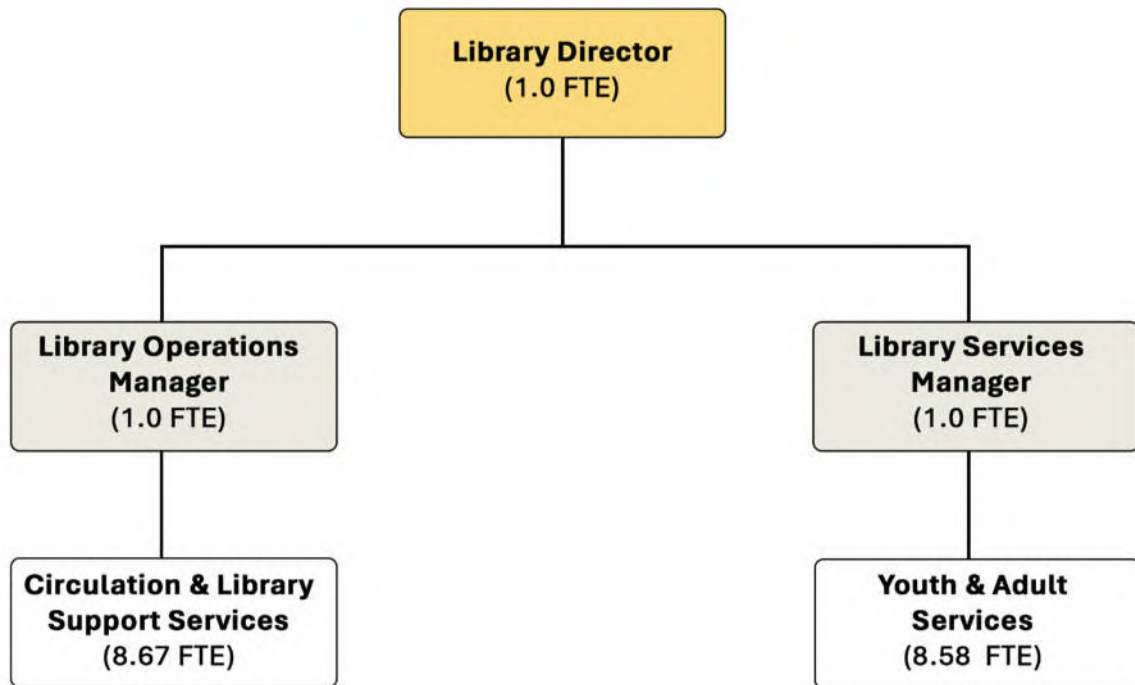 Library Director
(1.0 FTE)
Library Operations
Manager
(1.0 FTE)
Library Services
Manager
(1.0 FTE)
Circulation & Library
Support Services
(8.67 FTE)
Youth & Adult
Services
(8.58 FTE)